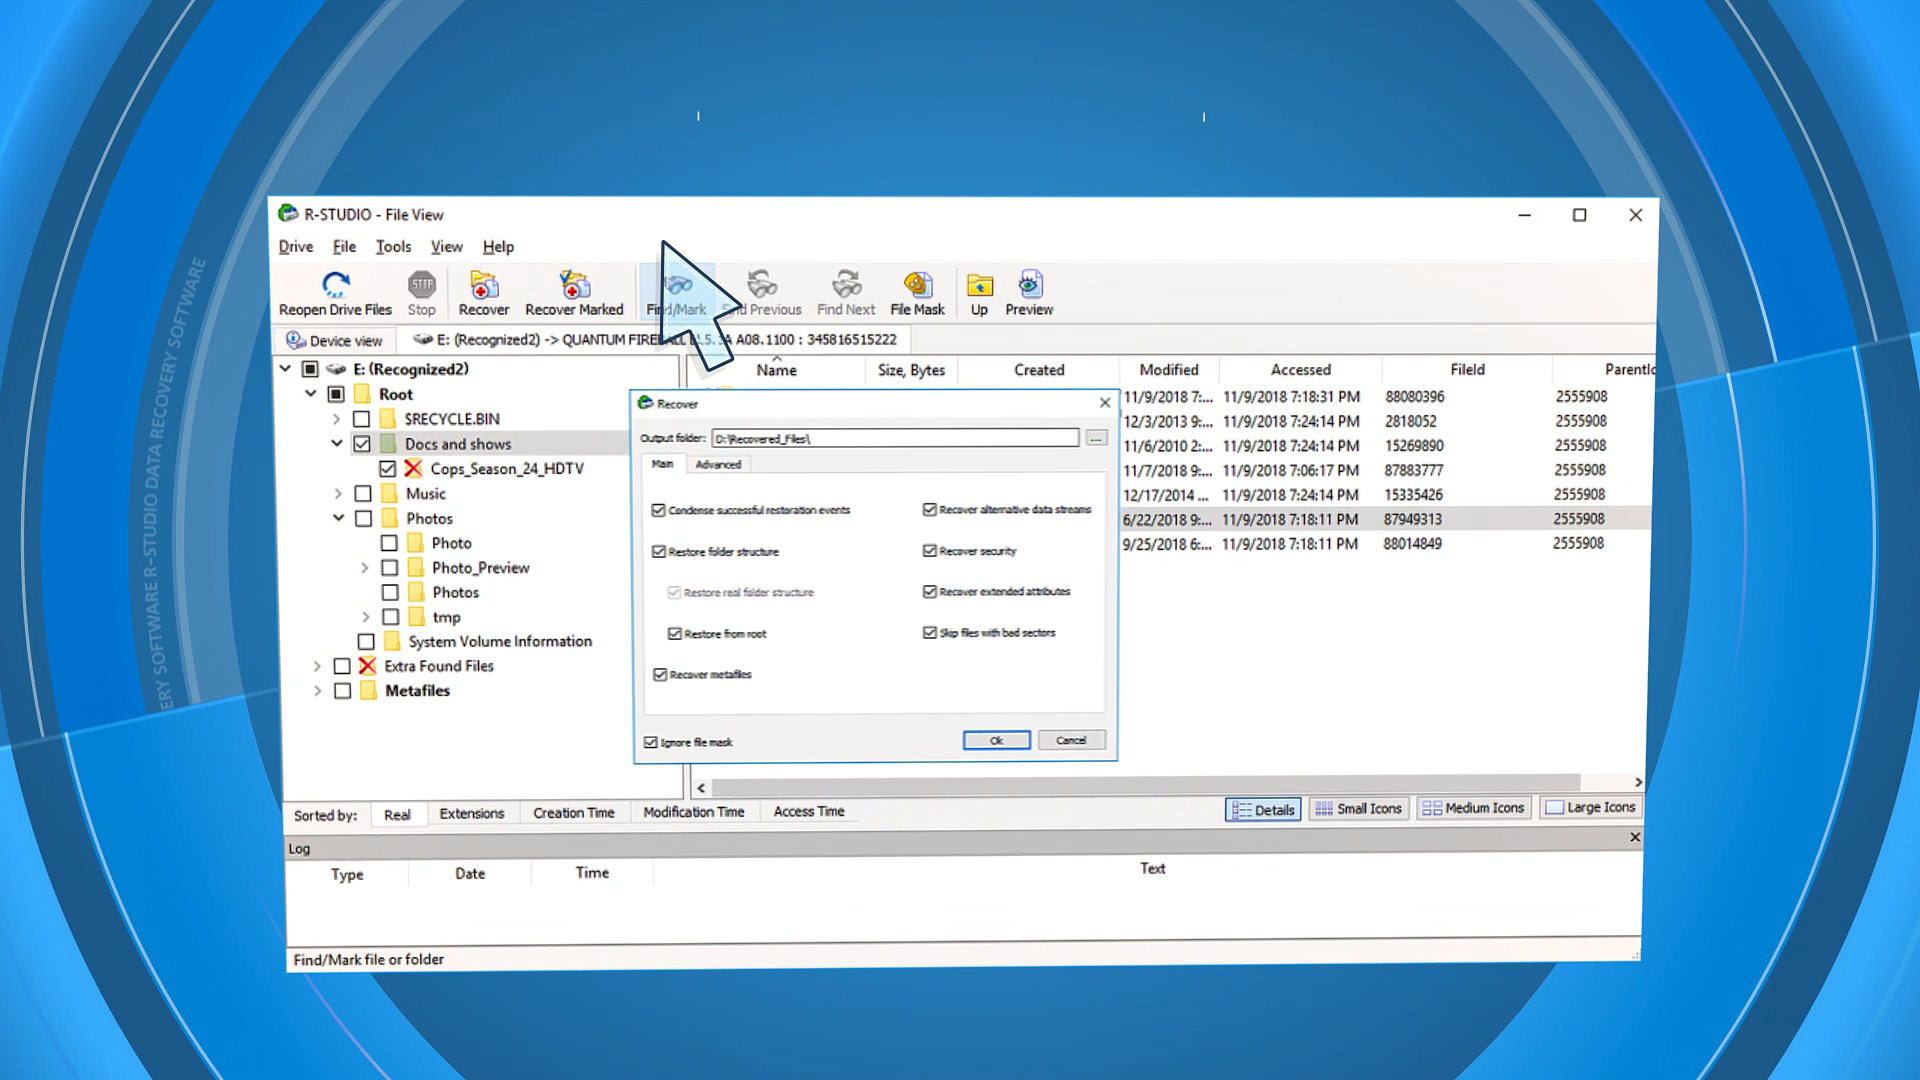 R-STUDIO - File View
Drive File Tools View Help
Reopen Drive Files Stop Recover Recover Marked Find/Mark Previous Find Next File Mask Up Preview
Device view E: (Recognized2) -> QUANTUM A08.1100 : 345816515222
E: (Recognized2)
Root
$RECYCLE.BIN
Docs and shows
Cops_Season_24_HDTV
Music
Photos
Photo
Photo_Preview
Photos
tmp
System Volume Information
Extra Found Files
Metafiles
Name Size, Bytes Created Modified Accessed FileId
11/9/2018 7:... 11/9/2018 7:18:31 PM 88080396 2555908
12/3/2013 9:... 11/9/2018 7:24:14 PM 2818052 2555908
11/6/2010 2:... 11/9/2018 7:24:14 PM 15269890 2555908
11/7/2018 9:... 11/9/2018 7:06:17 PM 87883777 2555908
12/17/2014 ... 11/9/2018 7:24:14 PM 15335426 2555908
6/22/2018 9:... 11/9/2018 7:18:11 PM 87949313 2555908
9/25/2018 6:... 11/9/2018 7:18:11 PM 88014849 2555908
Recover
Output folder: D:\Recovered_Files\ ...
Main Advanced
Condense successful restoration events
Recover alternative data streams
Restore folder structure
Recover security
Restore real folder structure
Recover extended attributes
Restore from root
Skip files with bad sectors
Recover metafiles
Ignore file mask
Ok Cancel
Sorted by: Real Extensions Creation Time Modification Time Access Time
Details Small Icons Medium Icons Large Icons
Log
Type Date Time Text
Find/Mark file or folder
SOFTWARE R-STUDIO DATA RECOVERY SOFTWARE